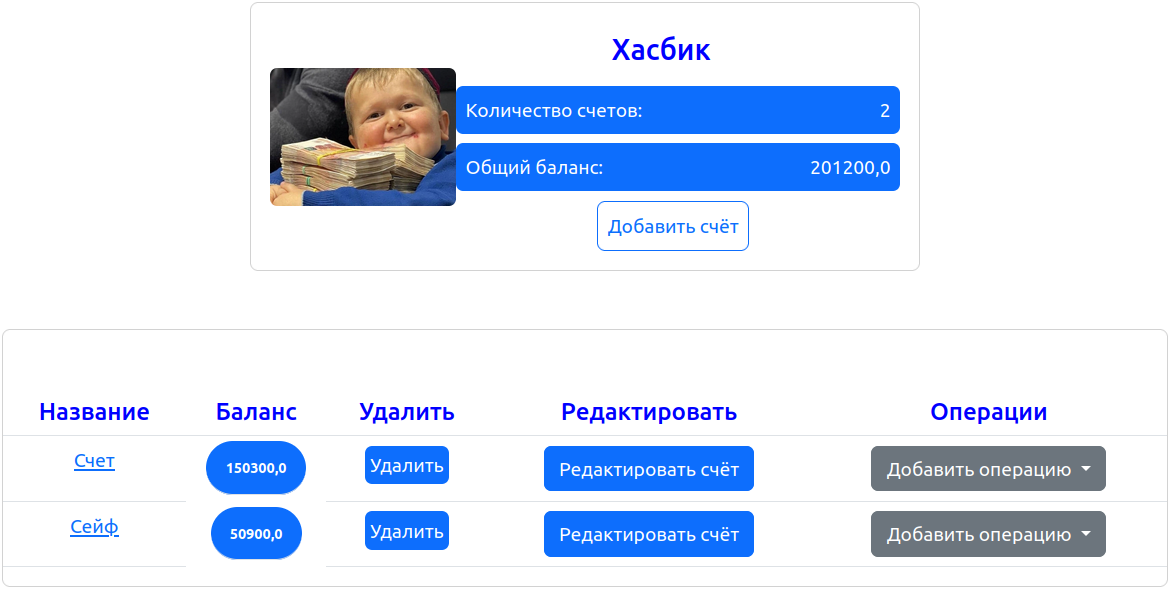 Хасбик
Количество счетов: 2
Общий баланс: 201200,0
Добавить счёт
Название Баланс Удалить Редактировать Операции
Счет 150300,0 Удалить Редактировать счёт Добавить операцию
Сейф 50900,0 Удалить Редактировать счёт Добавить операцию